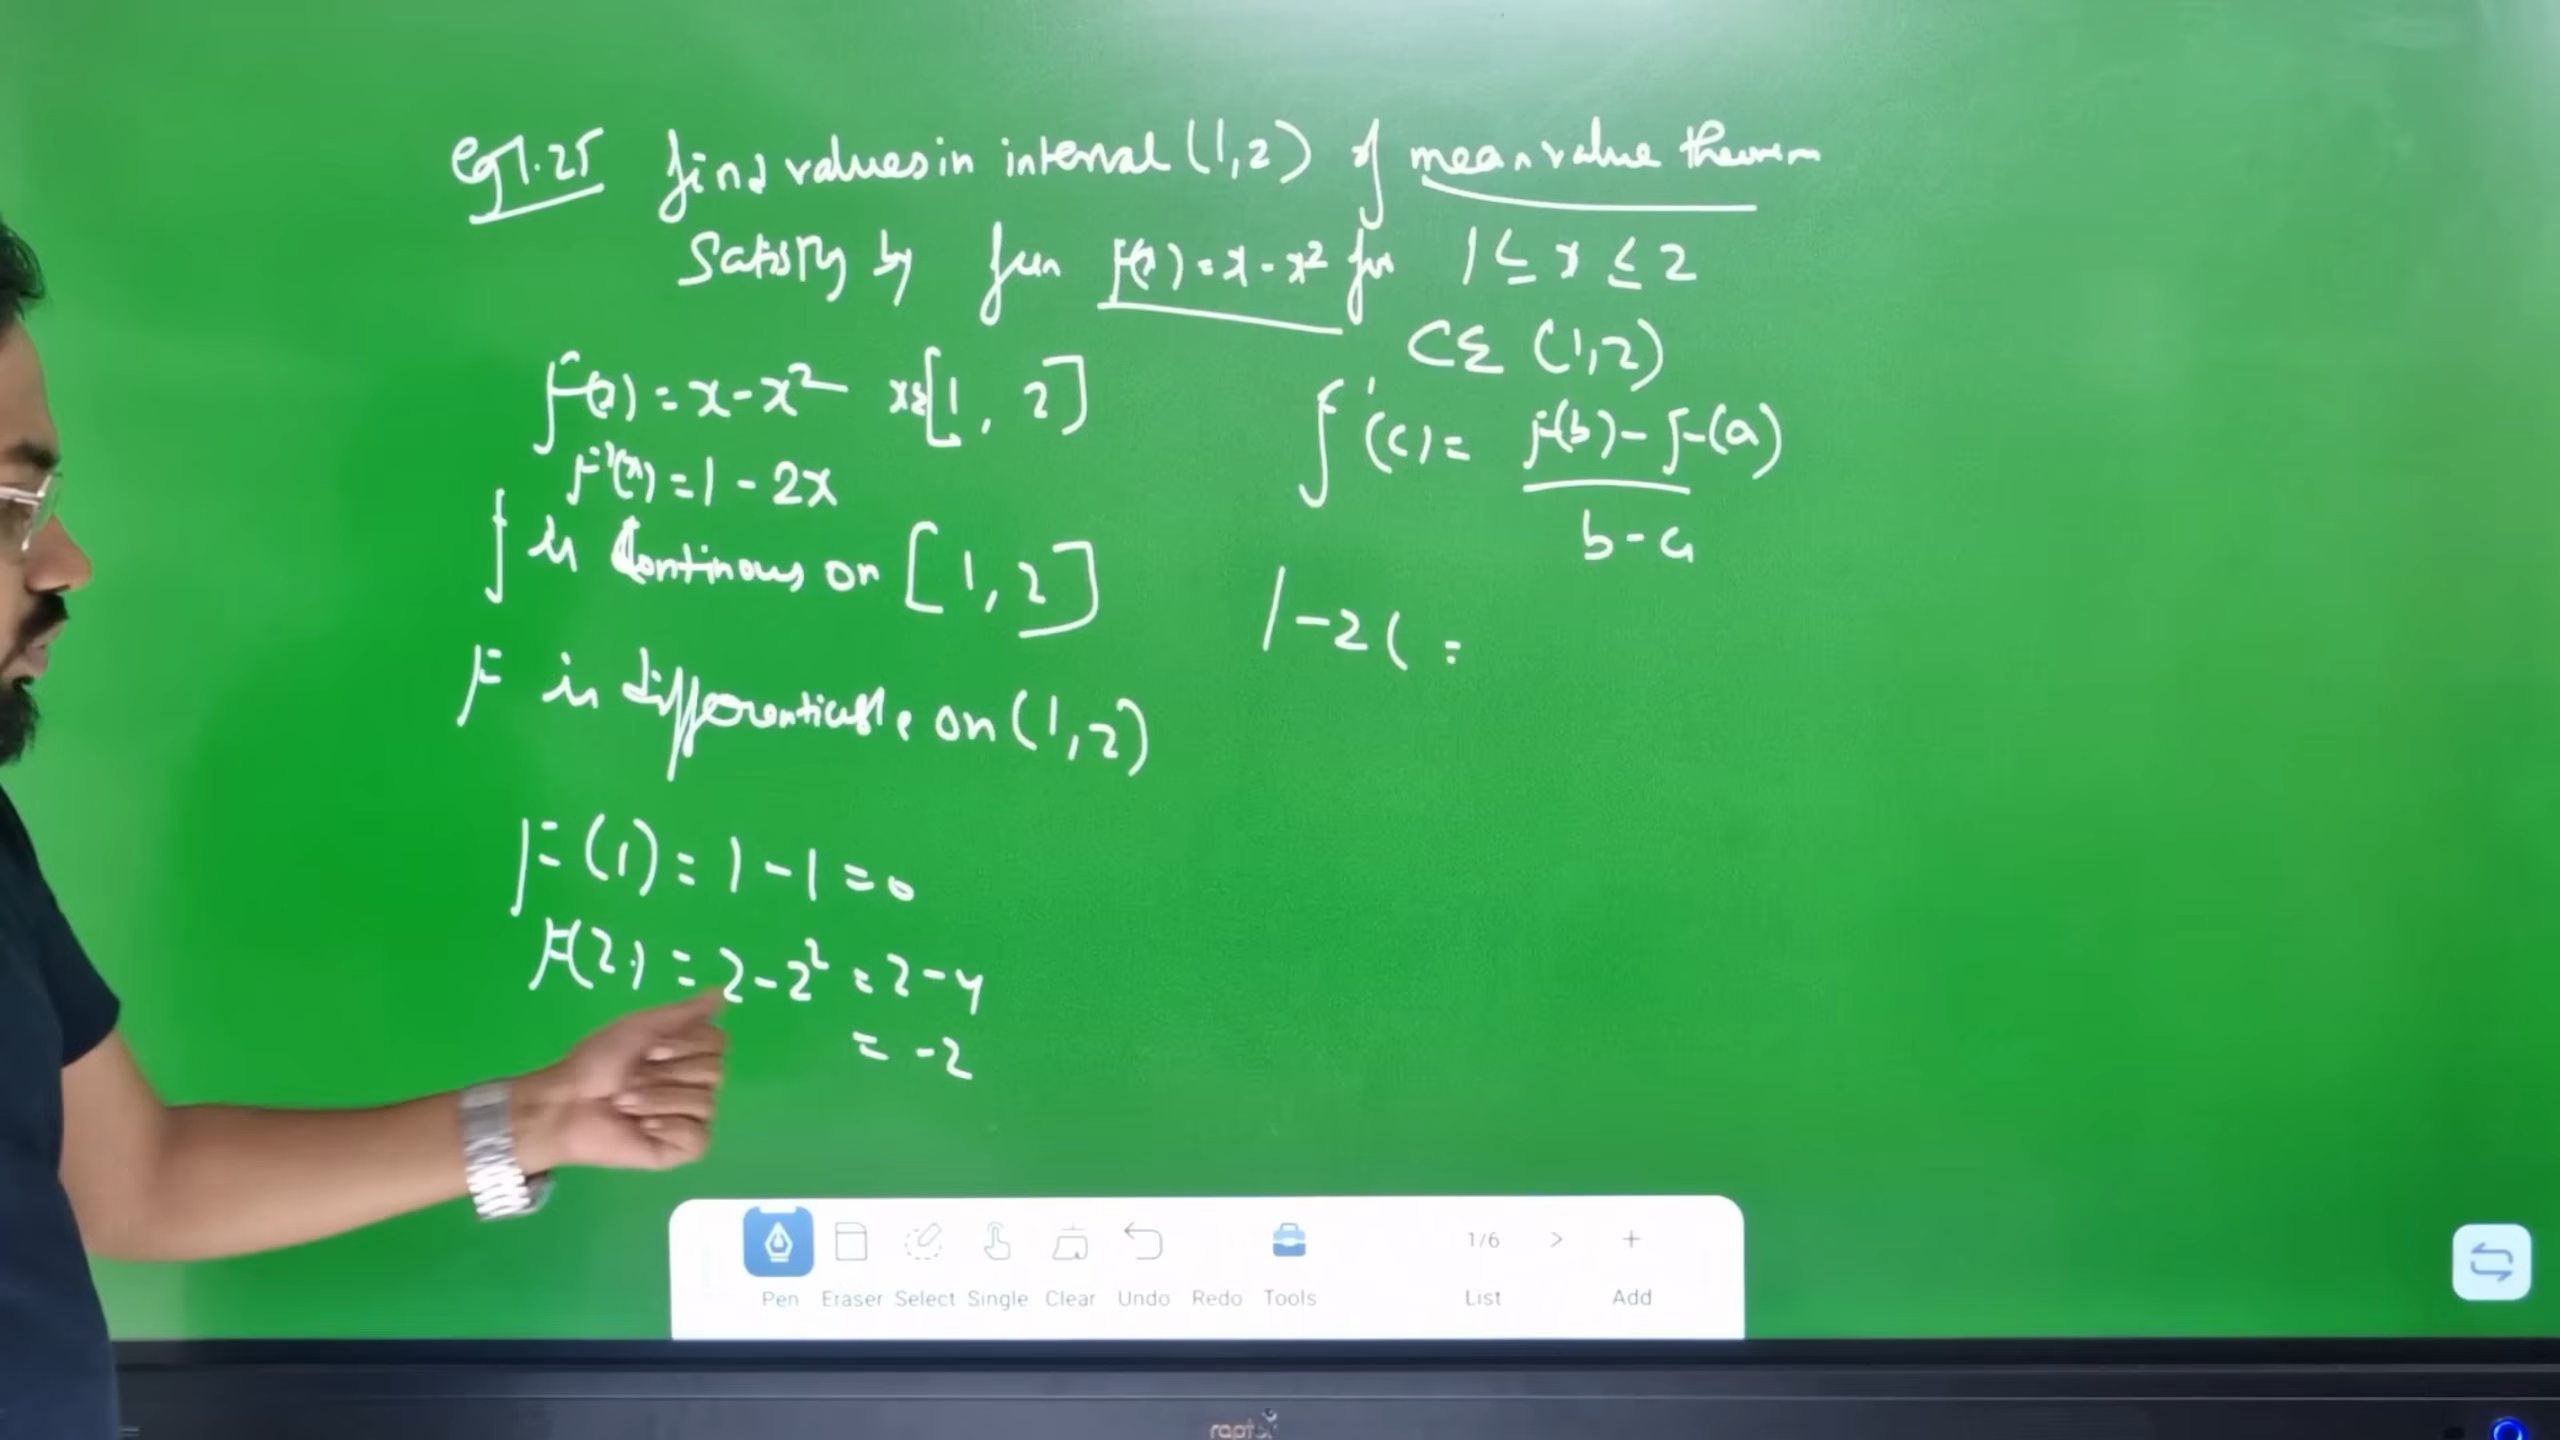 eg 7.25 find values in interval (1,2) of mean value theorem
Satisfy by fun f(x) = x - x² for 1 ≤ x ≤ 2
f(x) = x - x² x∈[1, 2]
f'(x) = 1 - 2x
f is continous on [1, 2]
f is differentiable on (1,2)
f(1) = 1 - 1 = 0
f(2) = 2 - 2² = 2 - 4
= -2
C∈ (1,2)
f'(c) = f(b) - f(a)
b - a
1 - 2c =
Pen Eraser Select Single Clear Undo Redo Tools 1/6 > + List Add